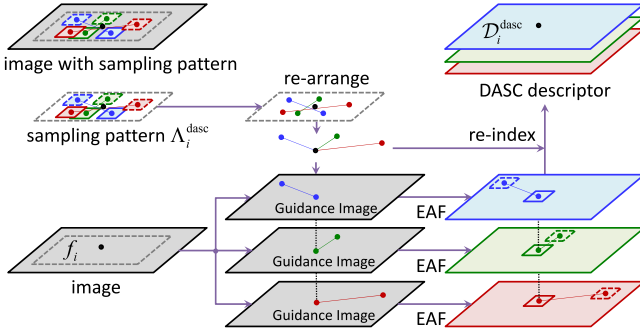 image with sampling pattern
re-arrange
sampling pattern Λ_i^dasc
D_i^dasc
DASC descriptor
re-index
Guidance Image
EAF
f_i
image
Guidance Image
EAF
Guidance Image
EAF